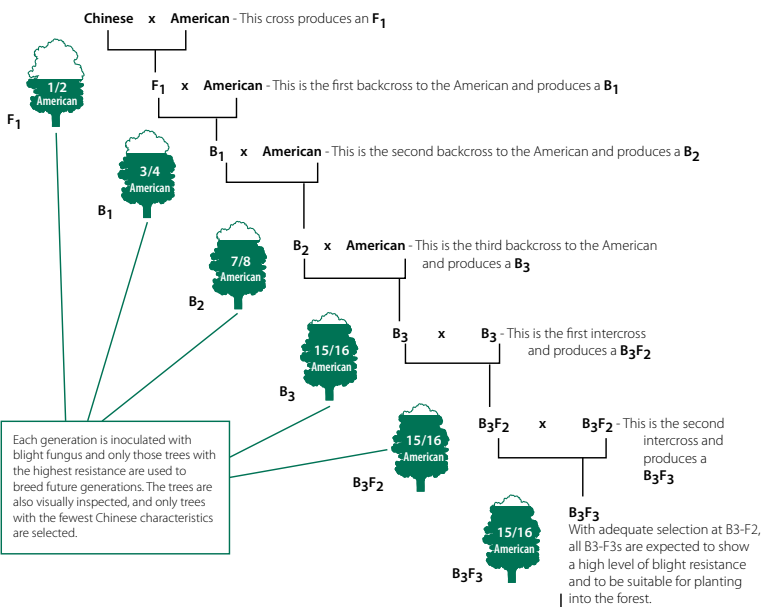 Chinese x American - This cross produces an F1
1/2
American
F1
F1 x American - This is the first backcross to the American and produces a B1
3/4
American
B1
B1 x American - This is the second backcross to the American and produces a B2
7/8
American
B2
B2 x American - This is the third backcross to the American
and produces a B3
15/16
American
B3
B3 x B3 - This is the first intercross
and produces a B3F2
15/16
American
B3F2
B3F2 x B3F2 - This is the second
intercross and
produces a
B3F3
Each generation is inoculated with
blight fungus and only those trees with
the highest resistance are used to
breed future generations. The trees are
also visually inspected, and only trees
with the fewest Chinese characteristics
are selected.
15/16
American
B3F3
B3F3
With adequate selection at B3-F2,
all B3-F3s are expected to show
a high level of blight resistance
and to be suitable for planting
into the forest.